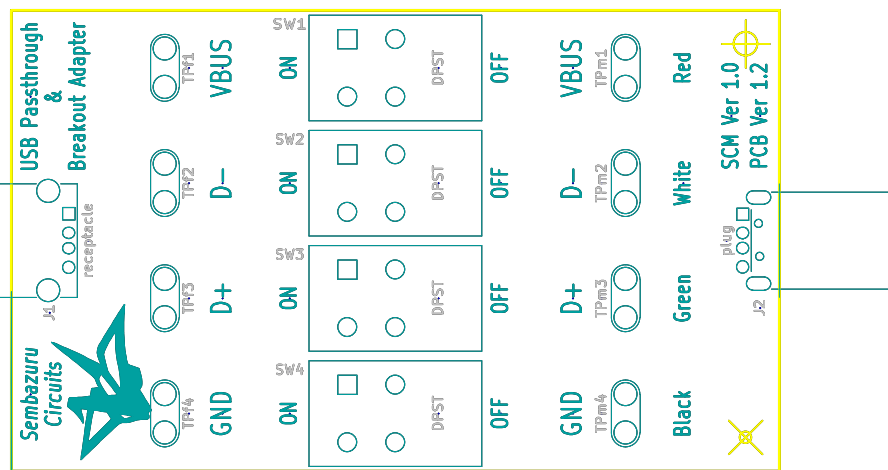 USB Passthrough
&
Breakout Adapter
TPf1
VBUS
SW1
ON
DPST
OFF
VBUS
TPm1
Red
SCM Ver 1.0
PCB Ver 1.2
TPf2
D-
SW2
ON
DPST
OFF
D-
TPm2
White
receptacle
J1
plug
J2
TPf3
D+
SW3
ON
DPST
OFF
D+
TPm3
Green
Sembazuru
Circuits
TPf4
GND
SW4
ON
DPST
OFF
GND
TPm4
Black